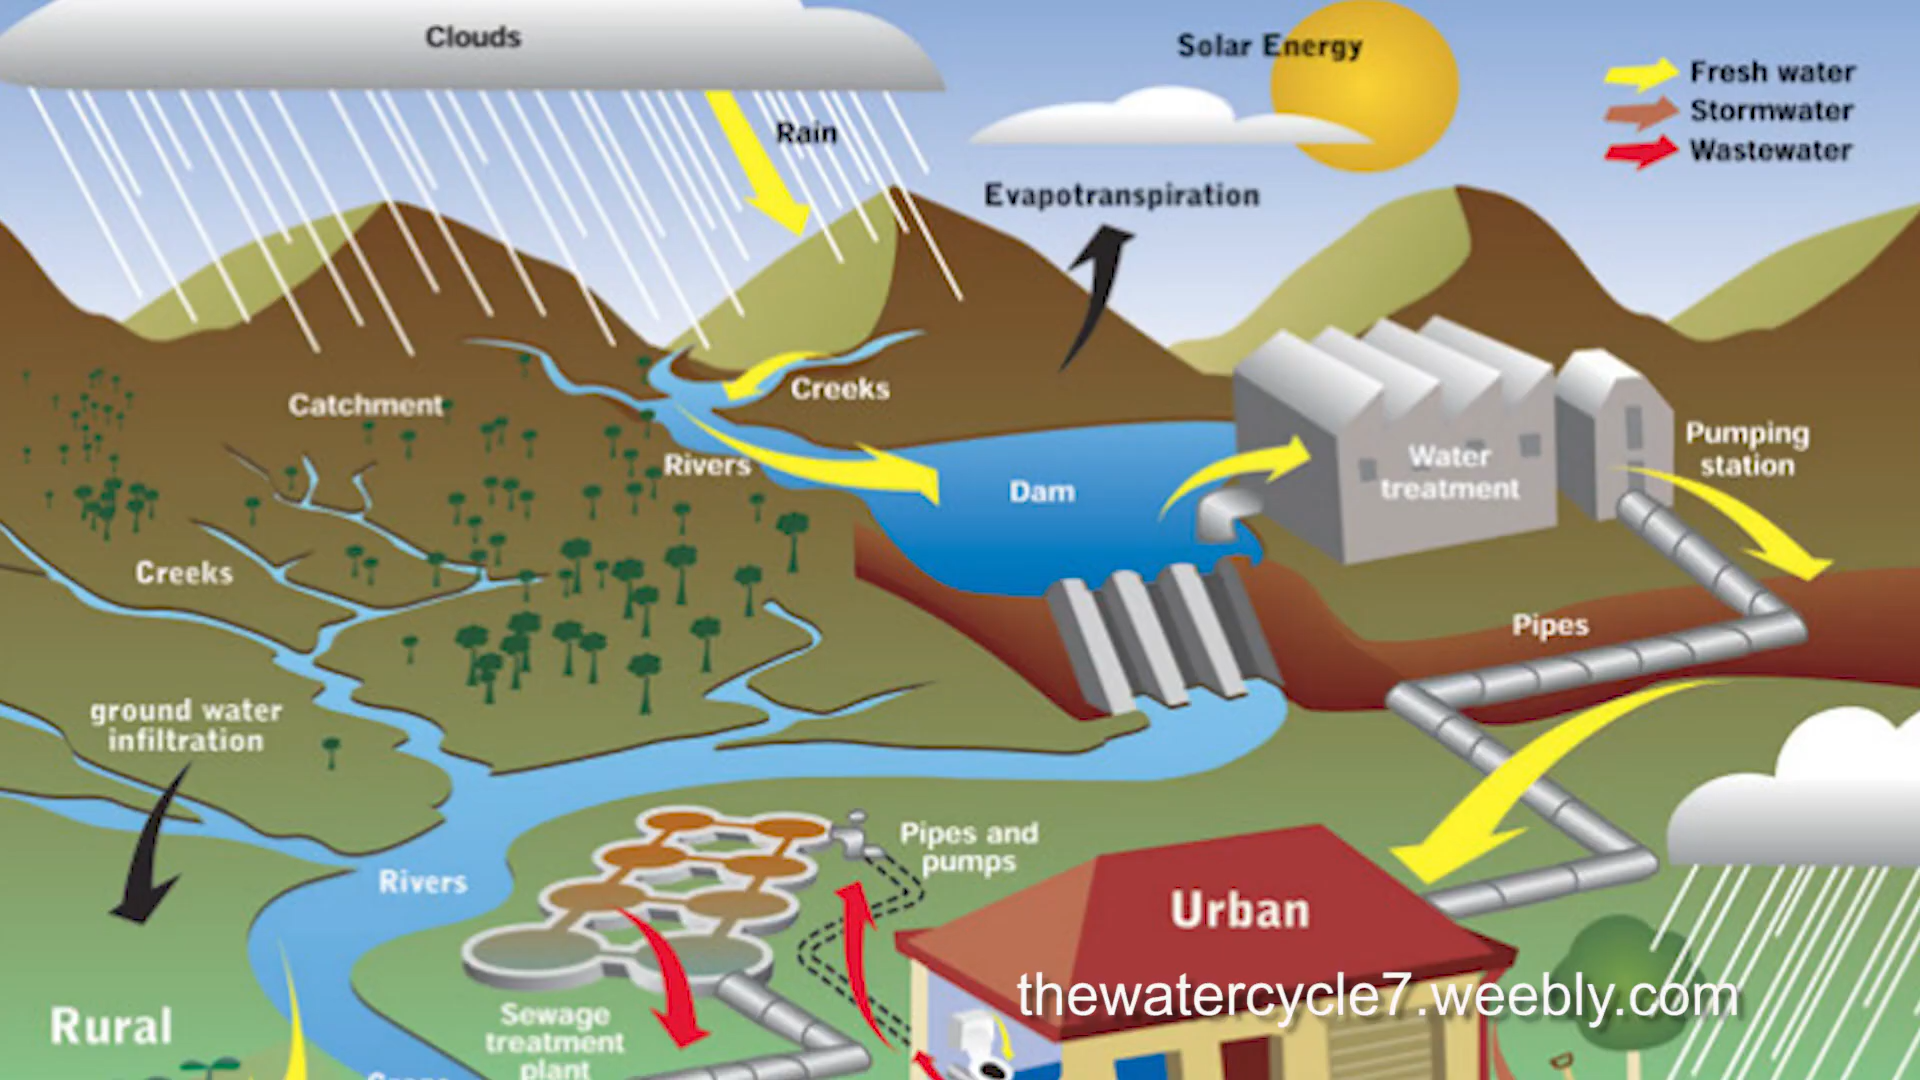 Clouds
Solar Energy
Fresh water
Stormwater
Wastewater
Rain
Evapotranspiration
Catchment
Creeks
Rivers
Dam
Water
treatment
Pumping
station
Creeks
Pipes
ground water
infiltration
Pipes and
pumps
Rivers
Urban
thewatercycle7.weebly.com
Rural
Sewage
treatment
plant